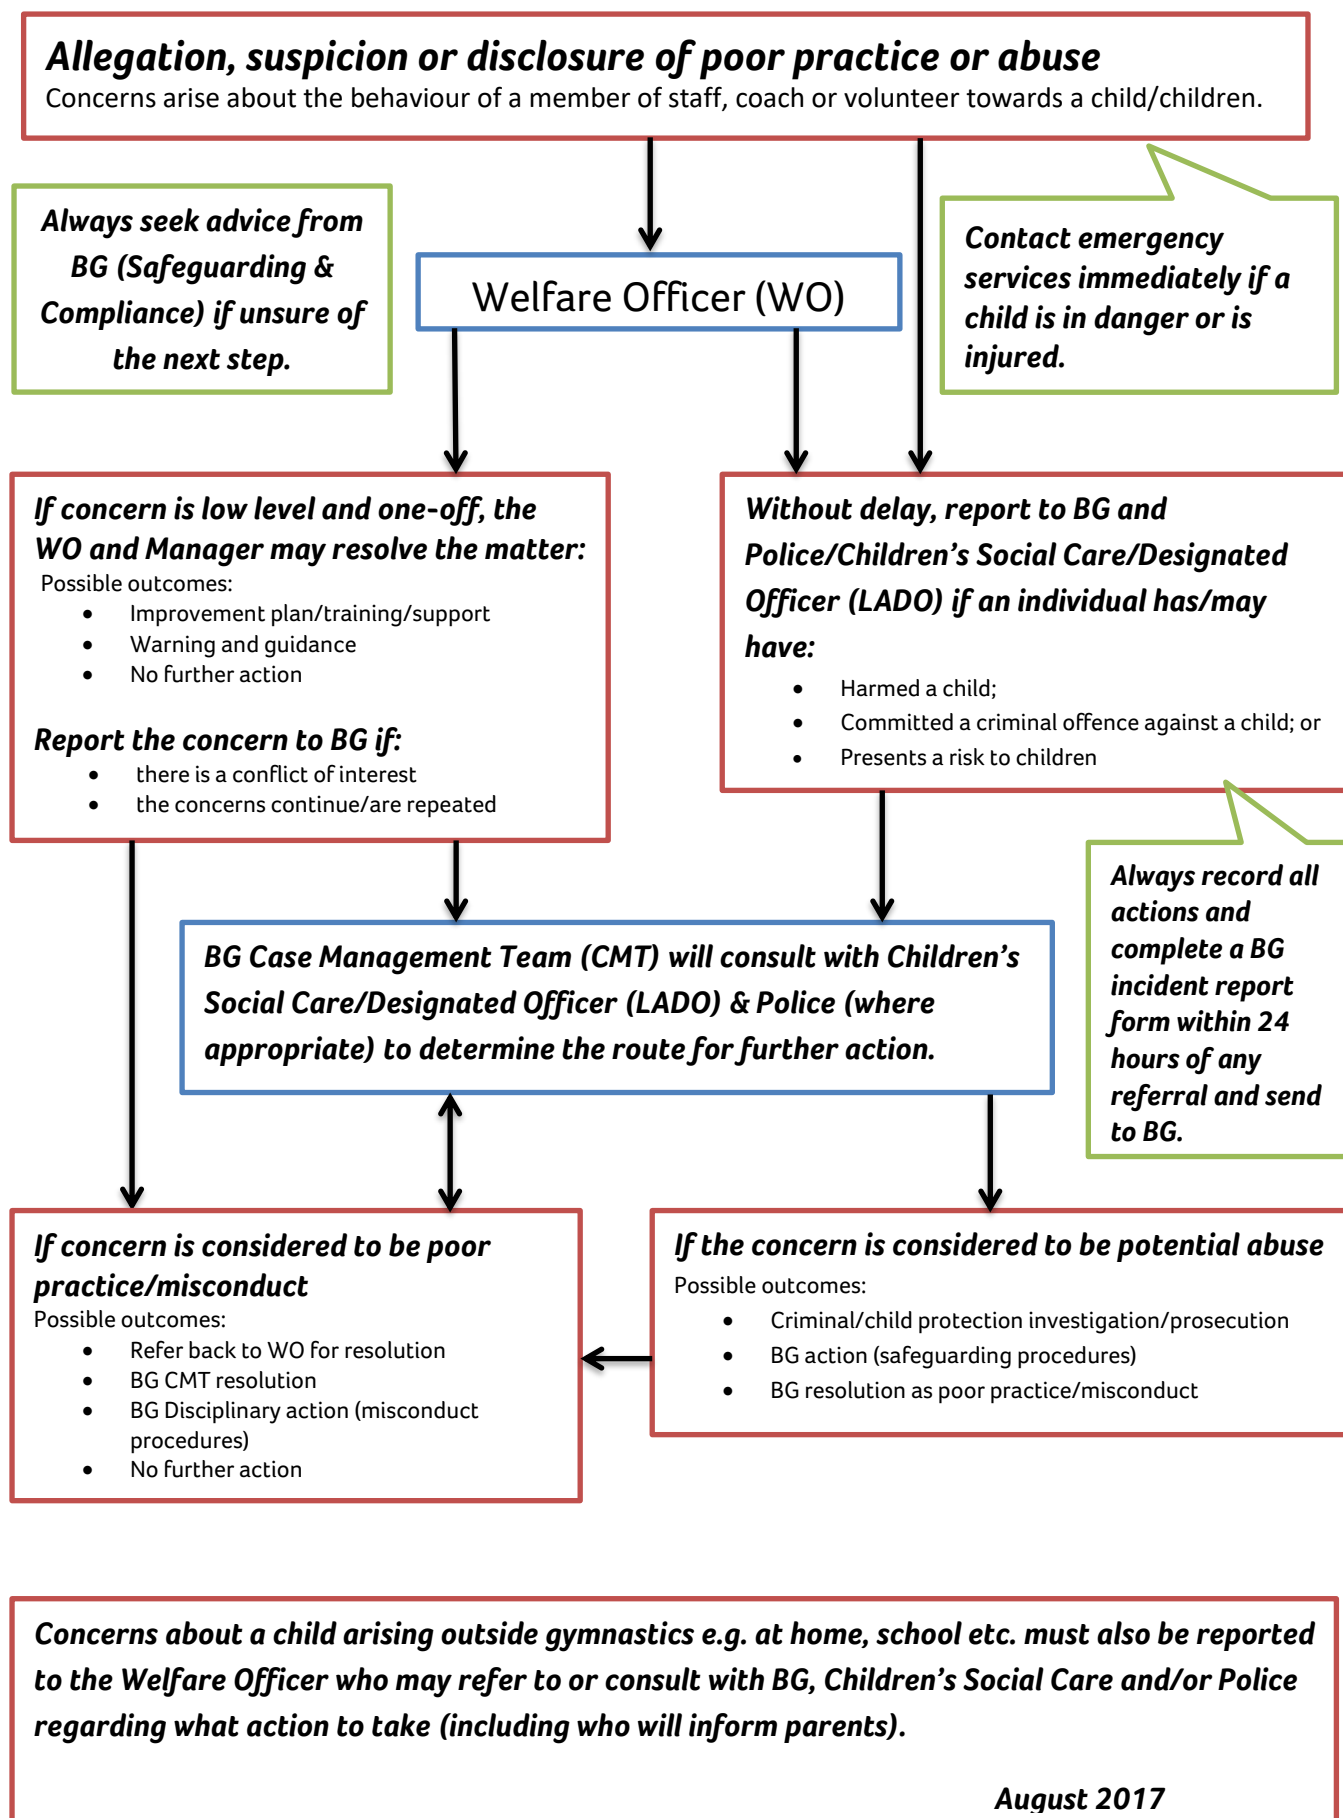 Allegation, suspicion or disclosure of poor practice or abuse
Concerns arise about the behaviour of a member of staff, coach or volunteer towards a child/children.
Always seek advice from
BG (Safeguarding &
Compliance) if unsure of
the next step.
Welfare Officer (WO)
Contact emergency
services immediately if a
child is in danger or is
injured.
If concern is low level and one-off, the
WO and Manager may resolve the matter:
Possible outcomes:
• Improvement plan/training/support
• Warning and guidance
• No further action
Report the concern to BG if:
• there is a conflict of interest
• the concerns continue/are repeated
Without delay, report to BG and
Police/Children’s Social Care/Designated
Officer (LADO) if an individual has/may
have:
• Harmed a child;
• Committed a criminal offence against a child; or
• Presents a risk to children
Always record all
actions and
complete a BG
incident report
form within 24
hours of any
referral and send
to BG.
BG Case Management Team (CMT) will consult with Children’s
Social Care/Designated Officer (LADO) & Police (where
appropriate) to determine the route for further action.
If concern is considered to be poor
practice/misconduct
Possible outcomes:
• Refer back to WO for resolution
• BG CMT resolution
• BG Disciplinary action (misconduct
procedures)
• No further action
If the concern is considered to be potential abuse
Possible outcomes:
• Criminal/child protection investigation/prosecution
• BG action (safeguarding procedures)
• BG resolution as poor practice/misconduct
Concerns about a child arising outside gymnastics e.g. at home, school etc. must also be reported
to the Welfare Officer who may refer to or consult with BG, Children’s Social Care and/or Police
regarding what action to take (including who will inform parents).
August 2017